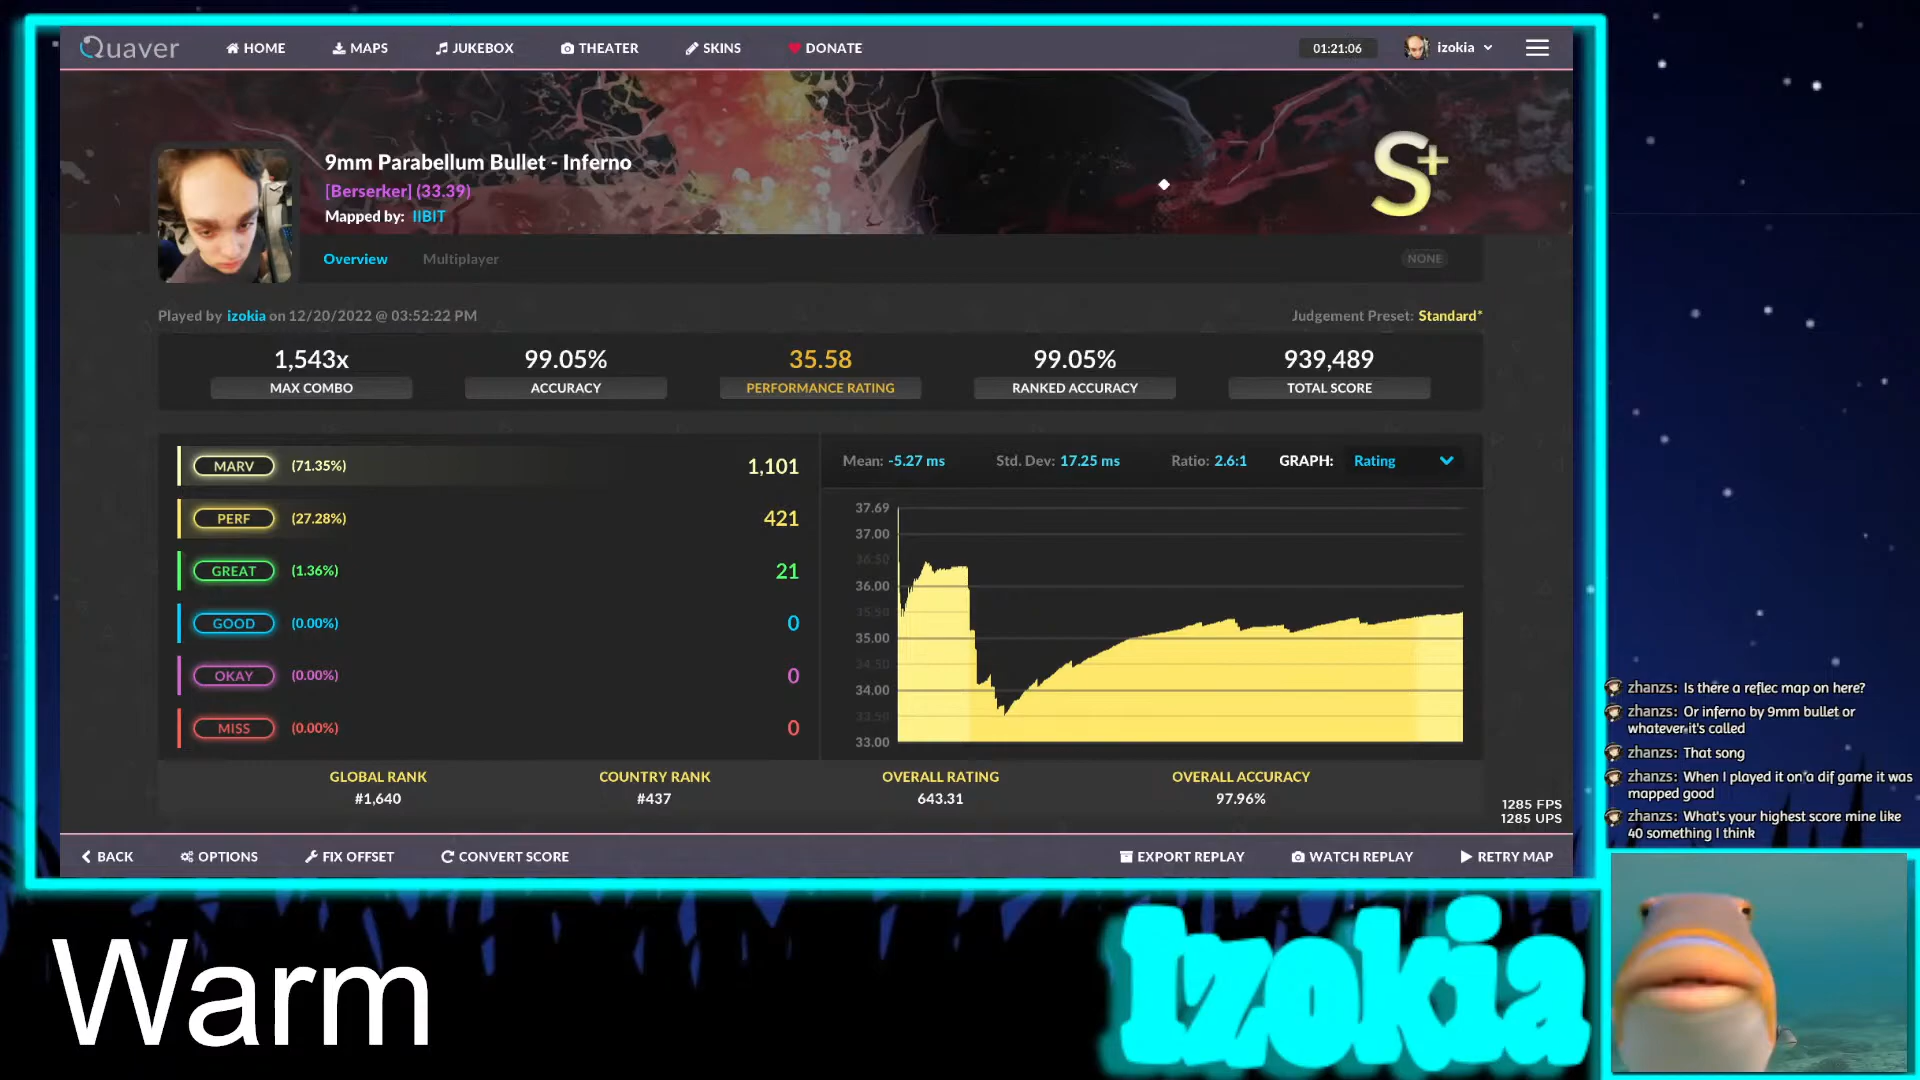 Quaver
HOME
MAPS
JUKEBOX
THEATER
SKINS
DONATE
01:21:06
izokia
9mm Parabellum Bullet - Inferno
[Berserker] (33.39)
Mapped by: IIBIT
S+
Overview
Multiplayer
NONE
Played by izokia on 12/20/2022 @ 03:52:22 PM
Judgement Preset: Standard*
1,543x
99.05%
35.58
99.05%
939,489
MAX COMBO
ACCURACY
PERFORMANCE RATING
RANKED ACCURACY
TOTAL SCORE
MARV (71.35%) 1,101
PERF (27.28%) 421
GREAT (1.36%) 21
GOOD (0.00%) 0
OKAY (0.00%) 0
MISS (0.00%) 0
Mean: -5.27 ms
Std. Dev: 17.25 ms
Ratio: 2.6:1
GRAPH: Rating
37.69
37.00
36.50
36.00
35.50
35.00
34.50
34.00
33.50
33.00
GLOBAL RANK
COUNTRY RANK
OVERALL RATING
OVERALL ACCURACY
#1,640
#437
643.31
97.96%
1285 FPS
1285 UPS
BACK
OPTIONS
FIX OFFSET
CONVERT SCORE
EXPORT REPLAY
WATCH REPLAY
RETRY MAP
zhanzs: Is there a reflec map on here?
zhanzs: Or inferno by 9mm bullet or
whatever it's called
zhanzs: That song
zhanzs: When I played it on a dif game it was
mapped good
zhanzs: What's your highest score mine like
40 something I think
Warm
Izokia